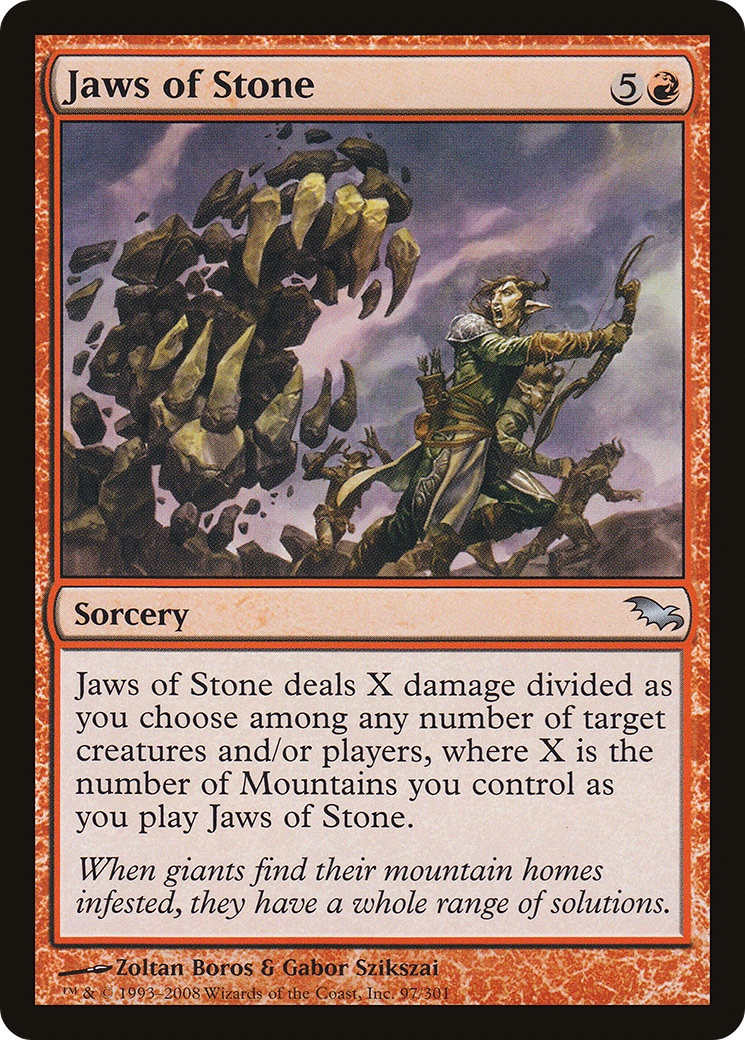 Jaws of Stone 5
Sorcery
Jaws of Stone deals X damage divided as
you choose among any number of target
creatures and/or players, where X is the
number of Mountains you control as
you play Jaws of Stone.
When giants find their mountain homes
infested, they have a whole range of solutions.
Zoltan Boros & Gabor Szikszai
™ & © 1993–2008 Wizards of the Coast, Inc. 97/301